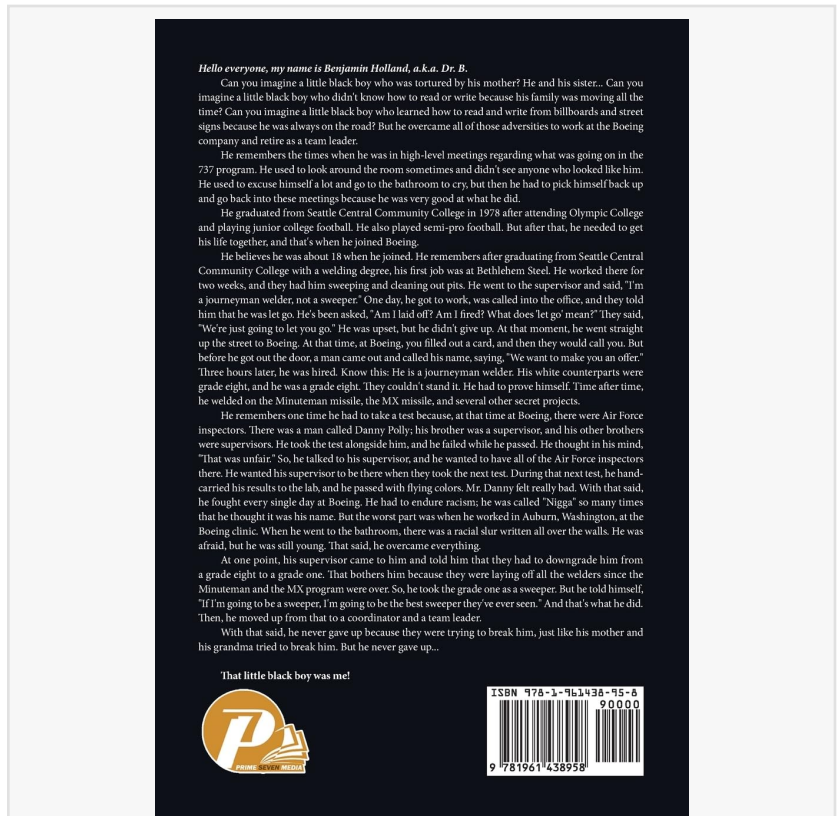 Hello everyone, my name is Benjamin Holland, a.k.a. Dr. B.
Can you imagine a little black boy who was tortured by his mother? He and his sister... Can you
imagine a little black boy who didn't know how to read or write because his family was moving all the
time? Can you imagine a little black boy who learned how to read and write from billboards and street
signs because he was always on the road? But he overcame all of those adversities to work at the Boeing
company and retire as a team leader.
He remembers the times when he was in high-level meetings regarding what was going on in the
737 program. He used to look around the room sometimes and didn't see anyone who looked like him.
He used to excuse himself a lot and go to the bathroom to cry, but then he had to pick himself back up
and go back into these meetings because he was very good at what he did.
He graduated from Seattle Central Community College in 1978 after attending Olympic College
and playing junior college football. He also played semi-pro football. But after that, he needed to get
his life together, and that's when he joined Boeing.
He believes he was about 18 when he joined. He remembers after graduating from Seattle Central
Community College with a welding degree, his first job was at Bethlehem Steel. He worked there for
two weeks, and they had him sweeping and cleaning out pits. He went to the supervisor and said, "I'm
a journeyman welder, not a sweeper." One day, he got to work, was called into the office, and they told
him that he was let go. He's been asked, "Am I laid off? Am I fired? What does 'let go' mean?" They said,
"We're just going to let you go." He was upset, but he didn't give up. At that moment, he went straight
up the street to Boeing. At that time, at Boeing, you filled out a card, and then they would call you. But
before he got out the door, a man came out and called his name, saying, "We want to make you an offer."
Three hours later, he was hired. Know this: He is a journeyman welder. His white counterparts were
grade eight, and he was a grade eight. They couldn't stand it. He had to prove himself. Time after time,
he welded on the Minuteman missile, the MX missile, and several other secret projects.
He remembers one time he had to take a test because, at that time at Boeing, there were Air Force
inspectors. There was a man called Danny Polly; his brother was a supervisor, and his other brothers
were supervisors. He took the test alongside him, and he failed while he passed. He thought in his mind,
"That was unfair." So, he talked to his supervisor, and he wanted to have all of the Air Force inspectors
there. He wanted his supervisor to be there when they took the next test. During that next test, he hand-
carried his results to the lab, and he passed with flying colors. Mr. Danny felt really bad. With that said,
he fought every single day at Boeing. He had to endure racism; he was called "Nigga" so many times
that he thought it was his name. But the worst part was when he worked in Auburn, Washington, at the
Boeing clinic. When he went to the bathroom, there was a racial slur written all over the walls. He was
afraid, but he was still young. That said, he overcame everything.
At one point, his supervisor came to him and told him that they had to downgrade him from
a grade eight to a grade one. That bothers him because they were laying off all the welders since the
Minuteman and the MX program were over. So, he took the grade one as a sweeper. But he told himself,
"If I'm going to be a sweeper, I'm going to be the best sweeper they've ever seen." And that's what he did.
Then, he moved up from that to a coordinator and a team leader.
With that said, he never gave up because they were trying to break him, just like his mother and
his grandma tried to break him. But he never gave up...
That little black boy was me!
P
PRIME SEVEN MEDIA
ISBN 978-1-961438-95-8
90000
9 781961 438958